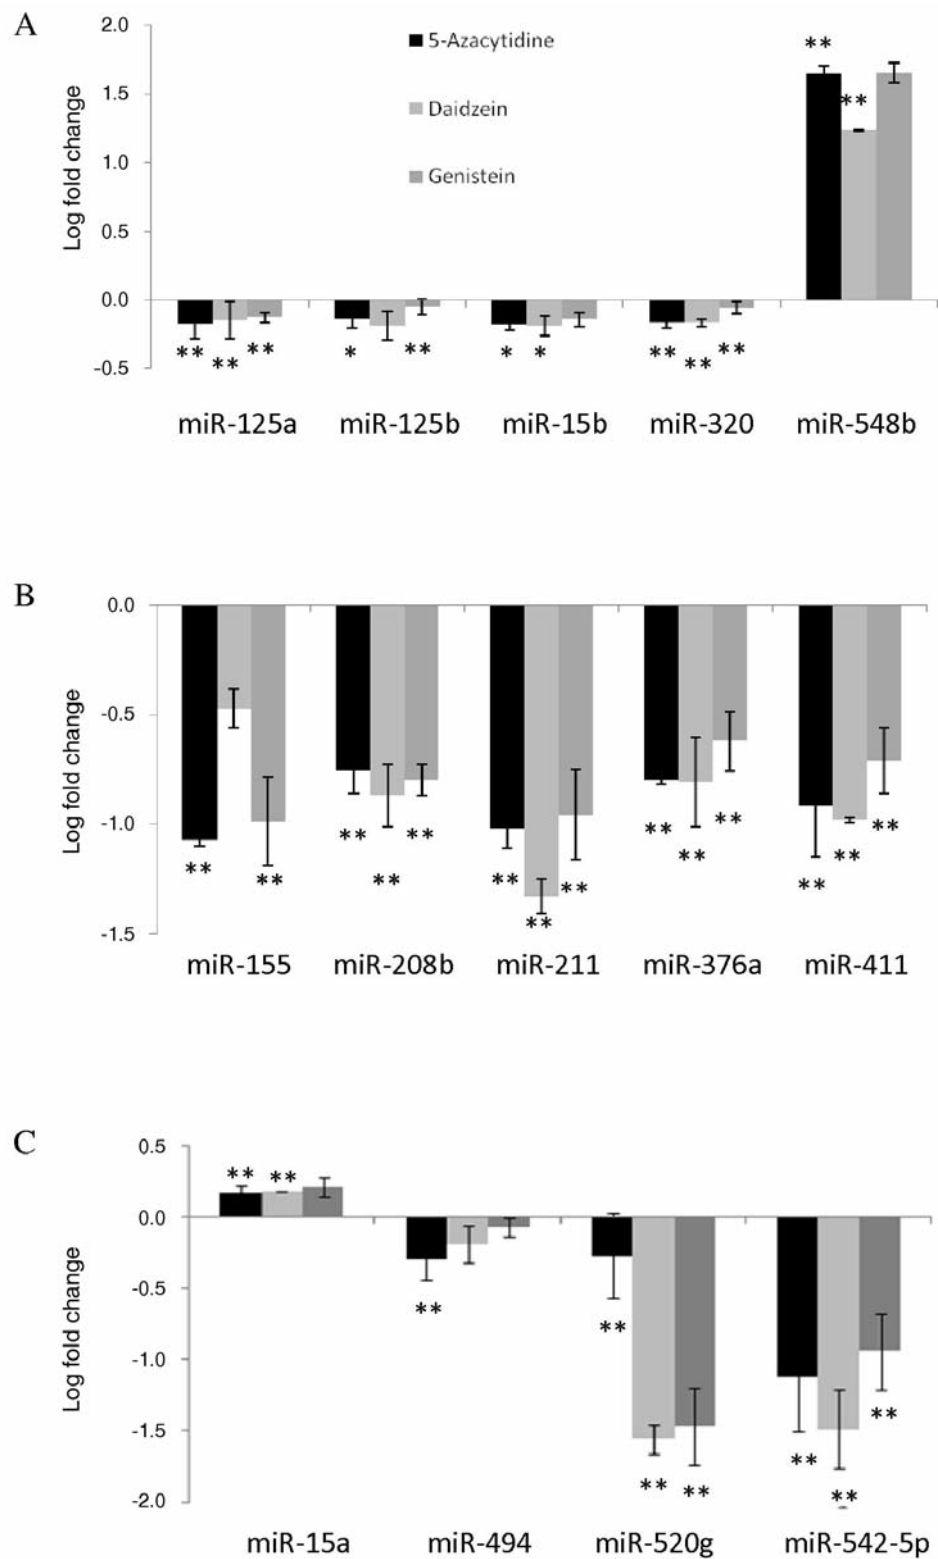 A
2.0
1.5
1.0
0.5
0.0
-0.5
Log fold change
5-Azacytidine
Daidzein
Genistein
** ** 
** ** ** * ** * * ** ** **
miR-125a miR-125b miR-15b miR-320 miR-548b
B
0.0
-0.5
-1.0
-1.5
Log fold change
** ** ** ** ** ** ** ** ** ** ** ** ** **
miR-155 miR-208b miR-211 miR-376a miR-411
C
0.5
0.0
-0.5
-1.0
-1.5
-2.0
Log fold change
** **
** ** ** ** ** ** **
miR-15a miR-494 miR-520g miR-542-5p